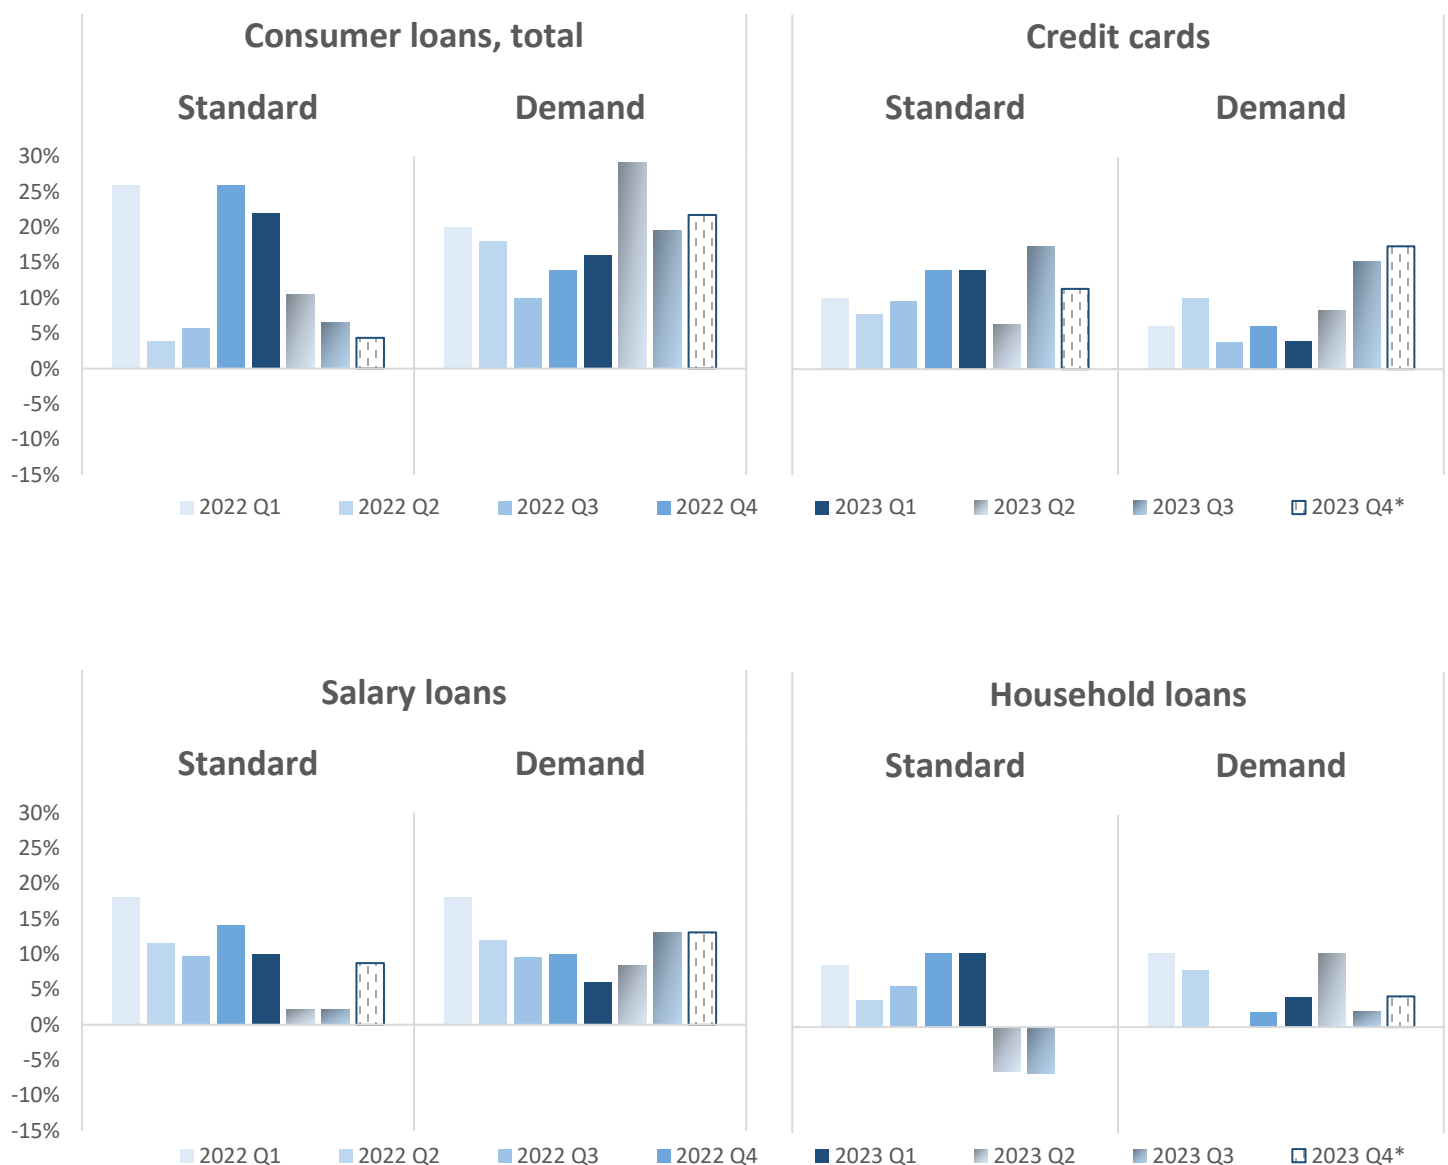 Consumer loans, total
Credit cards
Standard
Demand
Standard
Demand
30%
25%
20%
15%
10%
5%
0%
-5%
-10%
-15%
2022 Q1 2022 Q2 2022 Q3 2022 Q4 2023 Q1 2023 Q2 2023 Q3 2023 Q4*
Salary loans
Household loans
Standard
Demand
Standard
Demand
30%
25%
20%
15%
10%
5%
0%
-5%
-10%
-15%
2022 Q1 2022 Q2 2022 Q3 2022 Q4 2023 Q1 2023 Q2 2023 Q3 2023 Q4*